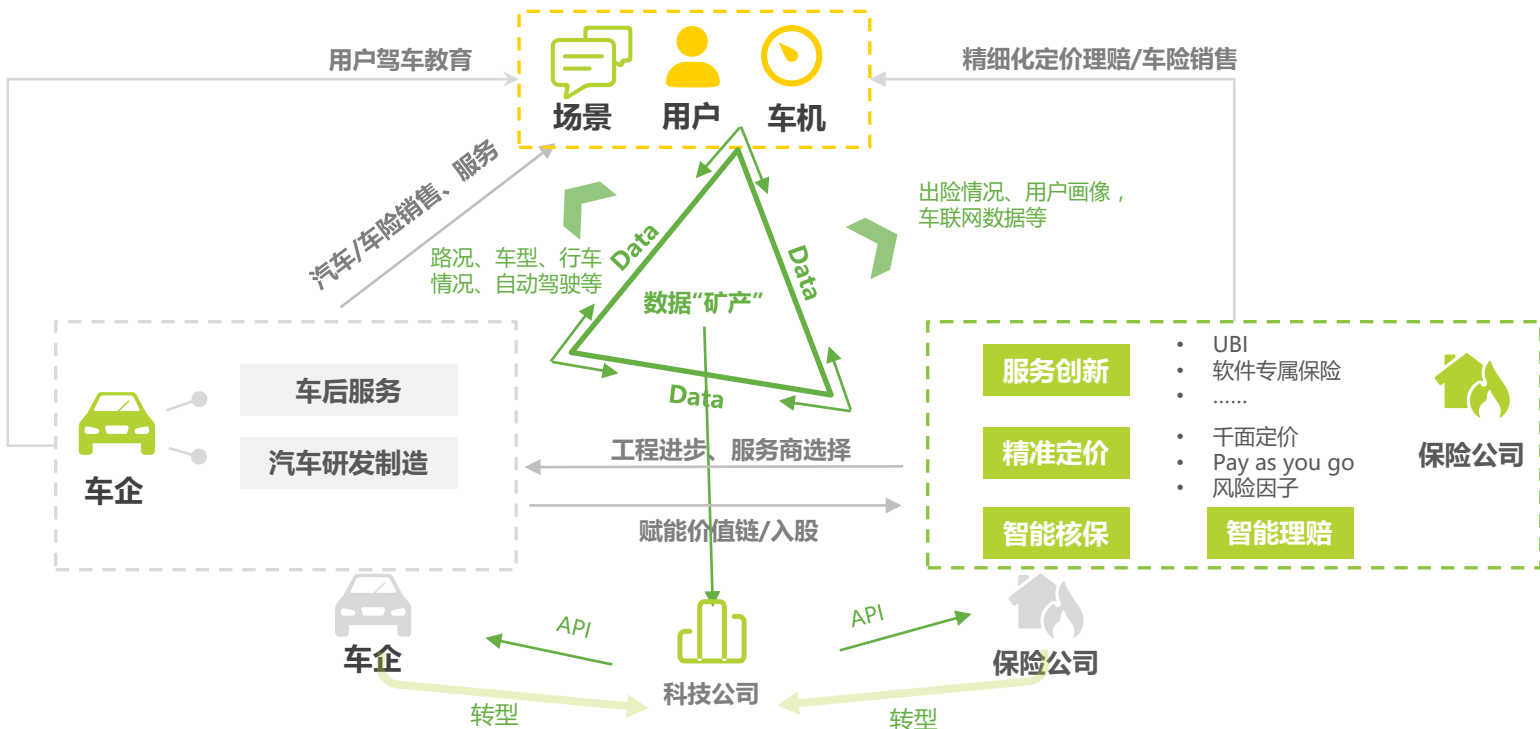 用户驾车教育
场景
用户
车机
精细化定价理赔/车险销售
汽车/车险销售、服务
路况、车型、行车
情况、自动驾驶等
出险情况、用户画像，
车联网数据等
Data
Data
数据“矿产”
Data
车企
车后服务
汽车研发制造
工程进步、服务商选择
赋能价值链/入股
服务创新
• UBI
• 软件专属保险
• ......
精准定价
• 千面定价
• Pay as you go
• 风险因子
智能核保
智能理赔
保险公司
车企
API
科技公司
API
保险公司
转型
转型